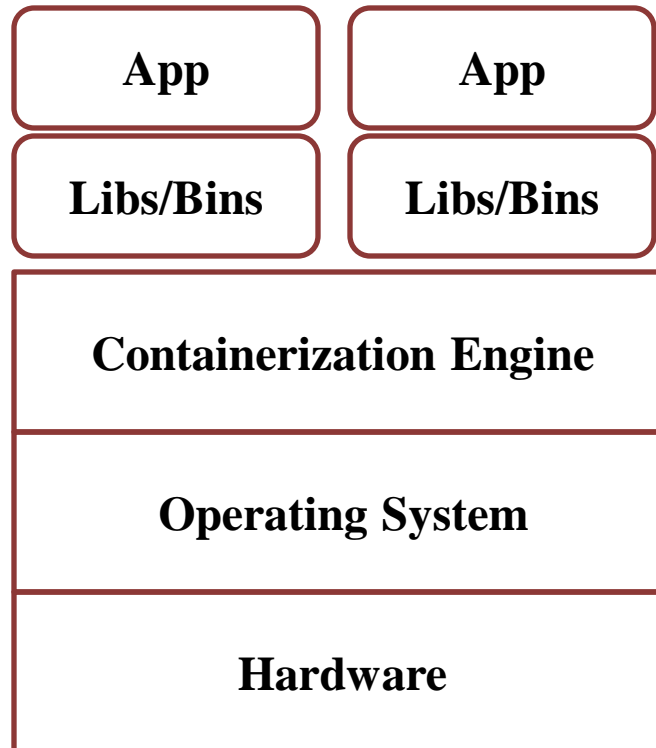 App App
Libs/Bins Libs/Bins
Containerization Engine
Operating System
Hardware